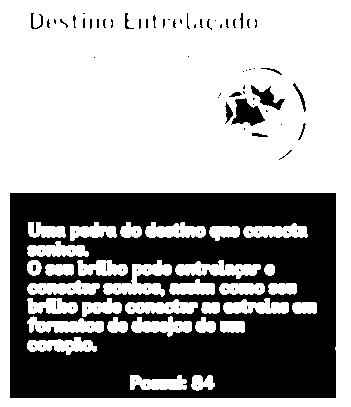 Destino Entrelaçado
Uma pedra do destino que conecta
sonhos.
O seu brilho pode entrelaçar e
conectar sonhos, assim como seu
brilho pode conectar as estrelas em
formatos de desejos de um
coração.
Possui: 84